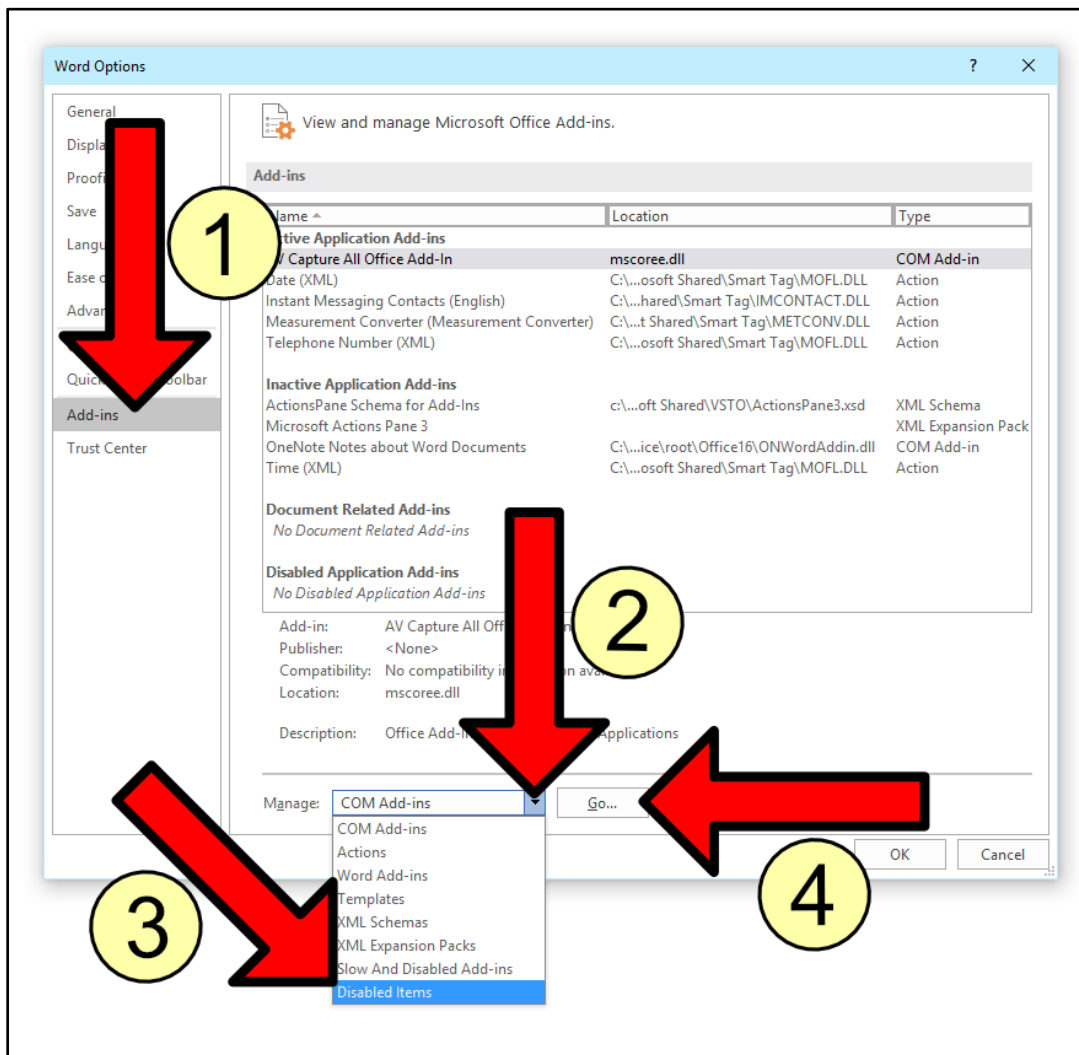 Word Options ? ×
General
View and manage Microsoft Office Add-ins.
Displa
Proofi
Add-ins
Save
Name Location Type
Langu
ctive Application Add-ins
1
V Capture All Office Add-In mscoree.dll COM Add-in
Ease o
Date (XML) C:\...osoft Shared\Smart Tag\MOFL.DLL Action
Instant Messaging Contacts (English) C:\...hared\Smart Tag\IMCONTACT.DLL Action
Advan
Measurement Converter (Measurement Converter) C:\...t Shared\Smart Tag\METCONV.DLL Action
Telephone Number (XML) C:\...osoft Shared\Smart Tag\MOFL.DLL Action
Quick oolbar
Inactive Application Add-ins
Add-ins
ActionsPane Schema for Add-Ins c:\...oft Shared\VSTO\ActionsPane3.xsd XML Schema
Microsoft Actions Pane 3 XML Expansion Pack
Trust Center
OneNote Notes about Word Documents C:\...ice\root\Office16\ONWordAddin.dll COM Add-in
Time (XML) C:\...osoft Shared\Smart Tag\MOFL.DLL Action
Document Related Add-ins
No Document Related Add-ins
Disabled Application Add-ins
No Disabled Application Add-ins
2
Add-in: AV Capture All Off
Publisher: <None>
Compatibility: No compatibility in on ava
Location: mscoree.dll
Description: Office Add-I Applications
Manage: COM Add-ins Go...
COM Add-ins
Actions
OK Cancel
Word Add-ins
Templates
4
3
XML Schemas
XML Expansion Packs
Slow And Disabled Add-ins
Disabled Items